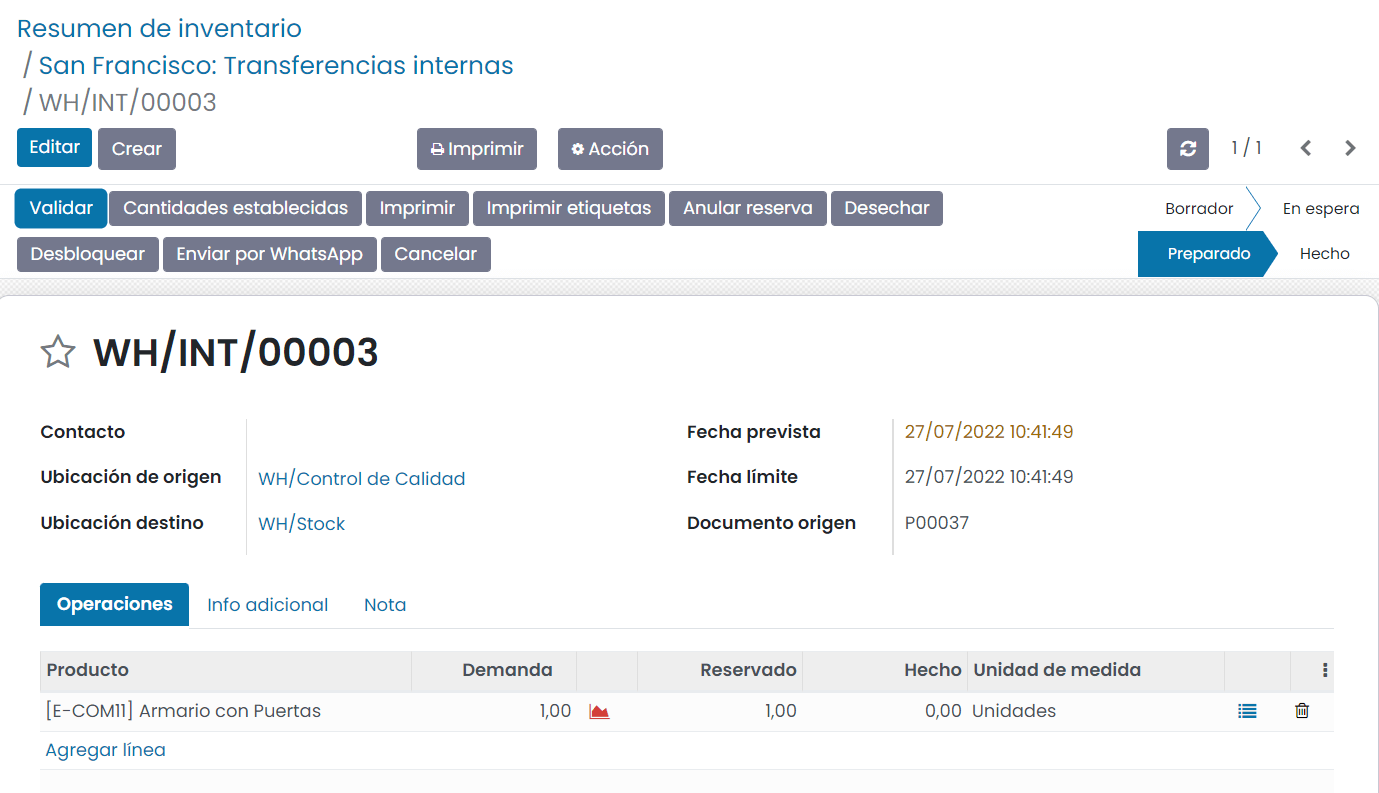 Resumen de inventario
/ San Francisco: Transferencias internas
/ WH/INT/00003
Editar Crear Imprimir Acción 1 / 1
Validar Cantidades establecidas Imprimir Imprimir etiquetas Anular reserva Desechar Borrador En espera
Desbloquear Enviar por WhatsApp Cancelar Preparado Hecho
WH/INT/00003
Contacto Fecha prevista 27/07/2022 10:41:49
Ubicación de origen WH/Control de Calidad Fecha límite 27/07/2022 10:41:49
Ubicación destino WH/Stock Documento origen P00037
Operaciones Info adicional Nota
Producto Demanda Reservado Hecho Unidad de medida
[E-COM11] Armario con Puertas 1,00 1,00 0,00 Unidades
Agregar línea